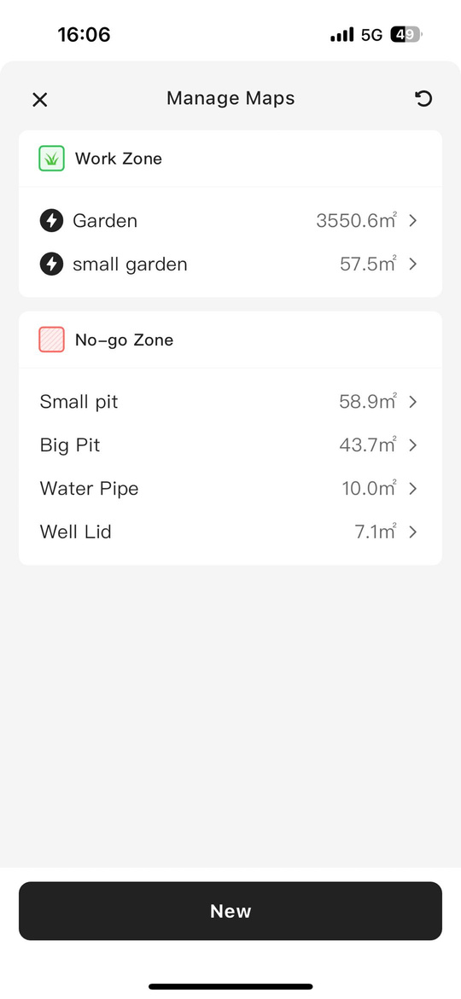 16:06
5G 49
Manage Maps
Work Zone
Garden 3550.6㎡
small garden 57.5㎡
No-go Zone
Small pit 58.9㎡
Big Pit 43.7㎡
Water Pipe 10.0㎡
Well Lid 7.1㎡
New